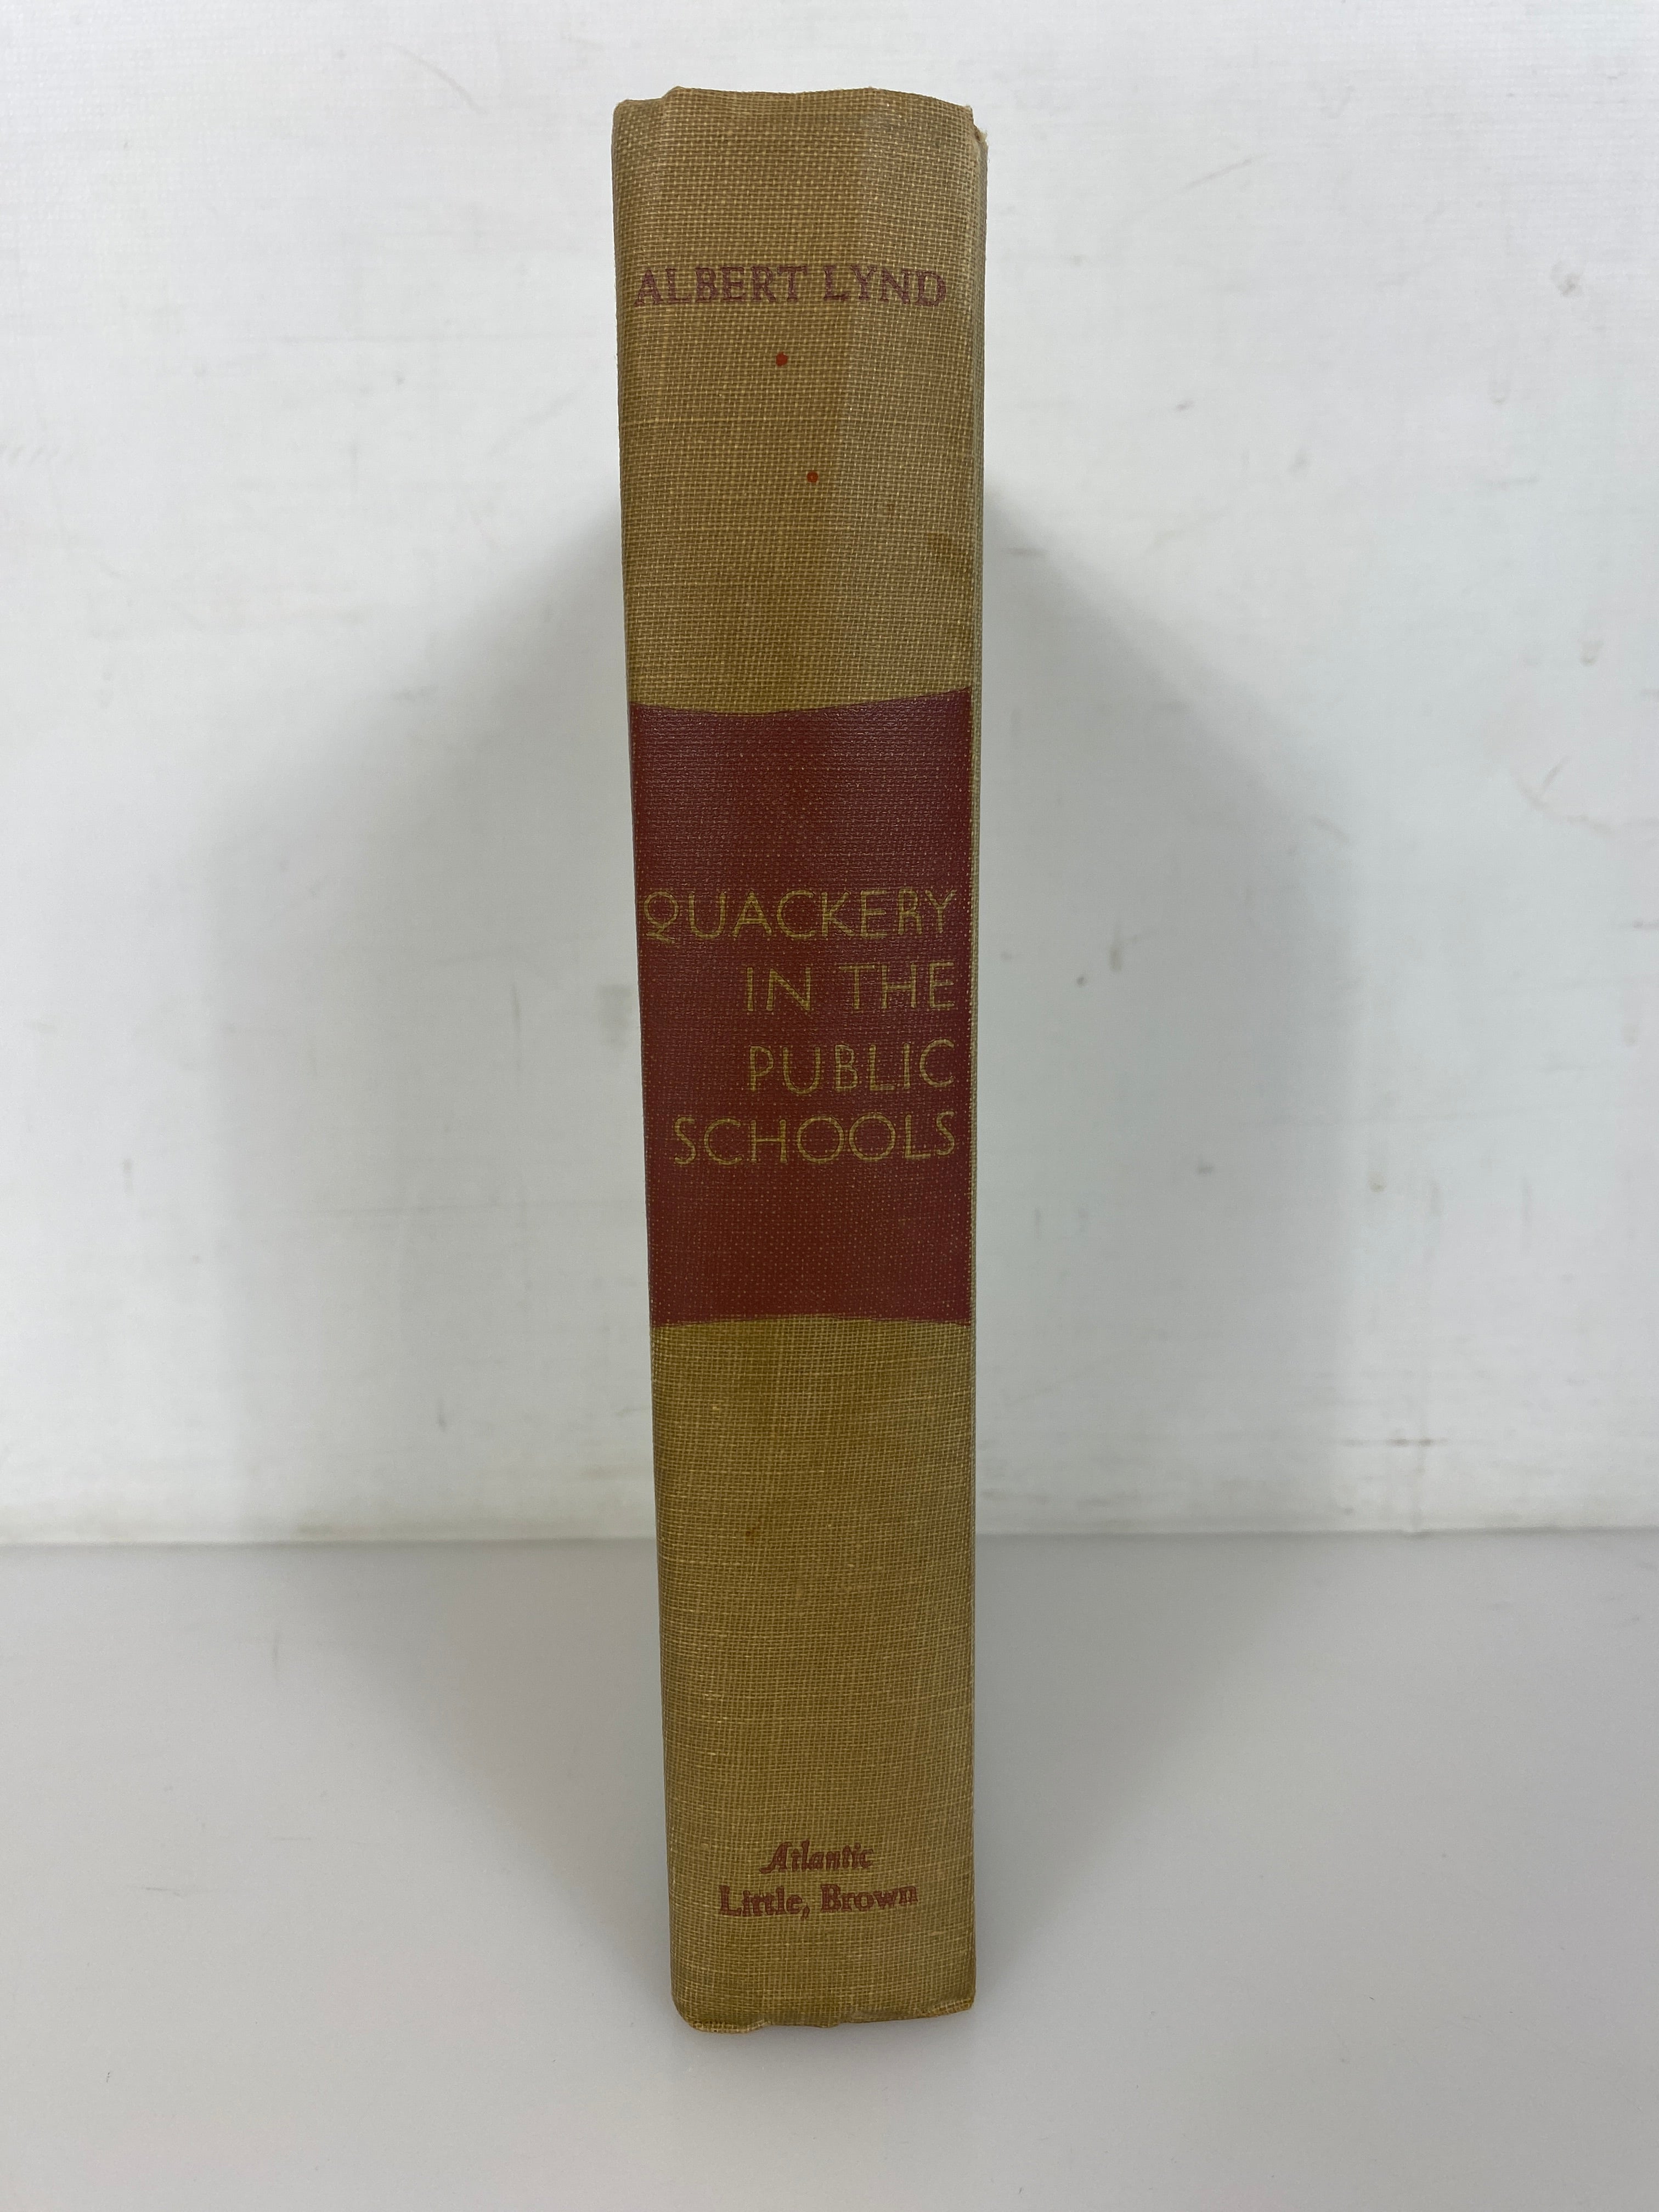 ALBERT LYND
QUACKERY
IN THE
PUBLIC
SCHOOLS
Atlantic
Little, Brown